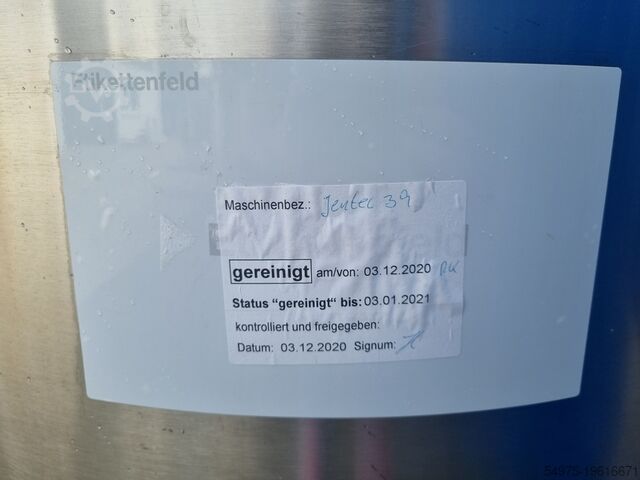 Etikettenfeld
Maschinenbez.: Jentec 39
gereinigt am/von: 03.12.2020 RK
Status "gereinigt" bis: 03.01.2021
kontrolliert und freigegeben:
Datum: 03.12.2020 Signum:
54975-19616671